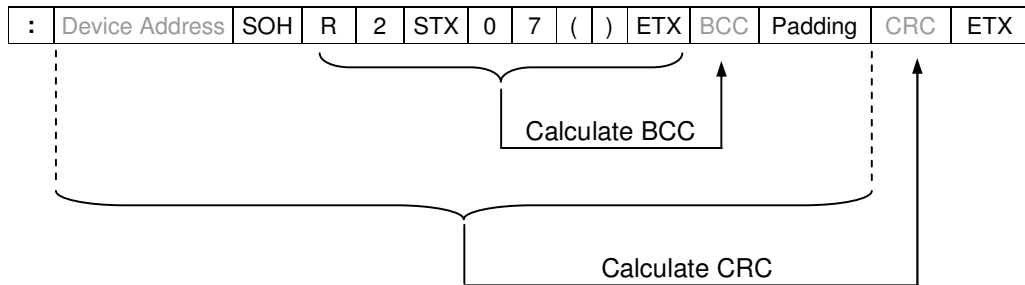 : Device Address SOH R 2 STX 0 7 ( ) ETX BCC Padding CRC ETX
Calculate BCC
Calculate CRC